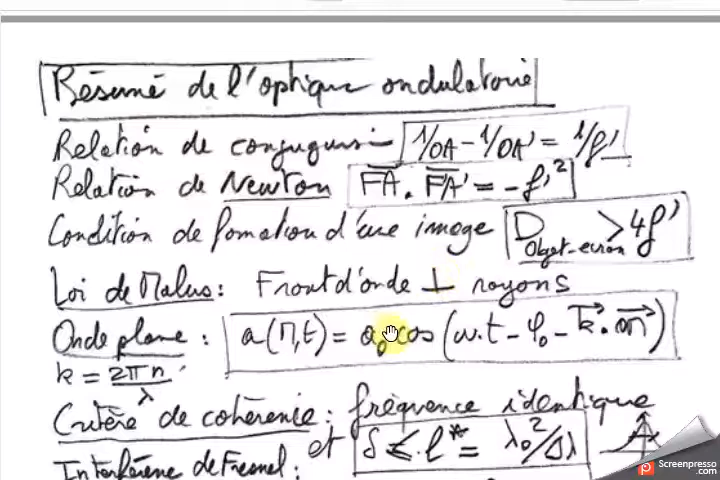 Résumé de l'optique ondulatoire
Relation de conjugaison 1/OA - 1/OA' = 1/f'
Relation de Newton FA . F'A' = -f'²
Condition de formation d'une image D objet-ecran > 4f'
Loi de Malus : Front d'onde ⊥ rayons
Onde plane : a(M,t) = a₀ cos (ω.t - φ₀ - k⃗ . OM⃗)
k = 2πn/λ
Critère de cohérence : fréquence identique
et δ ≤ l* = λ₀²/Δλ
Interférence de Fresnel :
Screenpresso